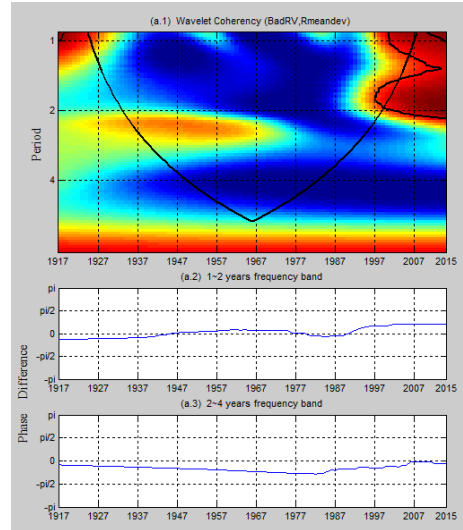 (a.1) Wavelet Coherency (BadRV,Rmeandev)
1
2
4
Period
1917 1927 1937 1947 1957 1967 1977 1987 1997 2007 2015
(a.2) 1~2 years frequency band
pi
pi/2
0
-pi/2
-pi
1917 1927 1937 1947 1957 1967 1977 1987 1997 2007 2015
Phase Difference
(a.3) 2~4 years frequency band
pi
pi/2
0
-pi/2
-pi
1917 1927 1937 1947 1957 1967 1977 1987 1997 2007 2015